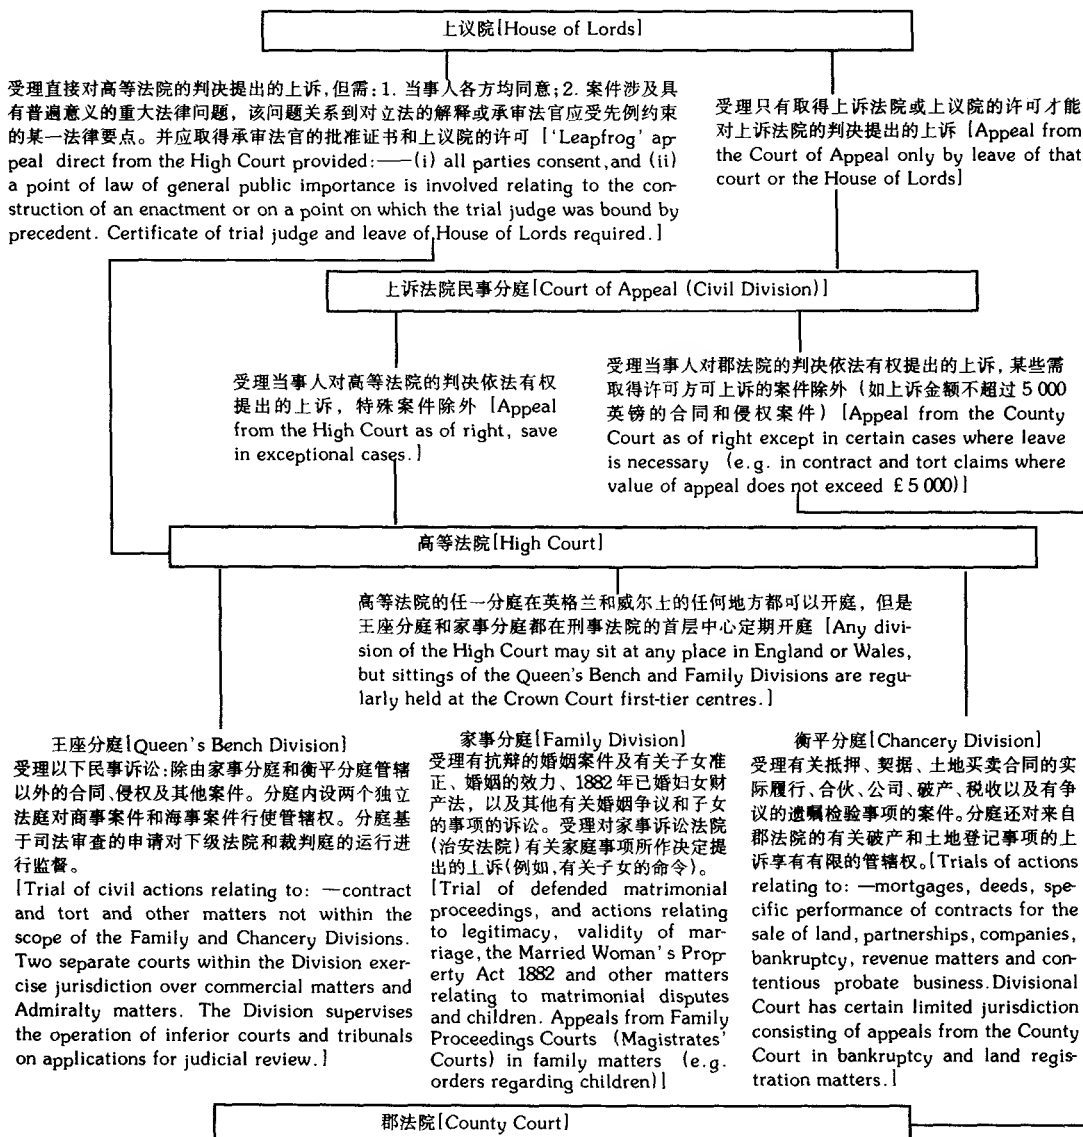 上议院[House of Lords]
受理直接对高等法院的判决提出的上诉,但需:1. 当事人各方均同意;2. 案件涉及具
有普遍意义的重大法律问题，该问题关系到对立法的解释或承审法官应受先例约束
的某一法律要点。并应取得承审法官的批准证书和上议院的许可 ['Leapfrog' ap-
peal direct from the High Court provided:——(i) all parties consent,and (ii)
a point of law of general public importance is involved relating to the con-
struction of an enactment or on a point on which the trial judge was bound by
precedent. Certificate of trial judge and leave of House of Lords required.]
受理只有取得上诉法院或上议院的许可才能
对上诉法院的判决提出的上诉 [Appeal from
the Court of Appeal only by leave of that
court or the House of Lords]
上诉法院民事分庭[Court of Appeal (Civil Division)]
受理当事人对高等法院的判决依法有权
提出的上诉，特殊案件除外 [Appeal
from the High Court as of right, save
in exceptional cases.]
受理当事人对郡法院的判决依法有权提出的上诉，某些需
取得许可方可上诉的案件除外（如上诉金额不超过 5 000
英镑的合同和侵权案件）[Appeal from the County
Court as of right except in certain cases where leave
is necessary (e.g. in contract and tort claims where
value of appeal does not exceed £ 5 000)]
高等法院[High Court]
高等法院的任一分庭在英格兰和威尔士的任何地方都可以开庭，但是
王座分庭和家事分庭都在刑事法院的首层中心定期开庭 [Any divi-
sion of the High Court may sit at any place in England or Wales,
but sittings of the Queen's Bench and Family Divisions are regu-
larly held at the Crown Court first-tier centres.]
王座分庭[Queen's Bench Division]
受理以下民事诉讼:除由家事分庭和衡平分庭管辖
以外的合同、侵权及其他案件。分庭内设两个独立
法庭对商事案件和海事案件行使管辖权。分庭基
于司法审查的申请对下级法院和裁判庭的运行进
行监督。
[Trial of civil actions relating to: —contract
and tort and other matters not within the
scope of the Family and Chancery Divisions.
Two separate courts within the Division exer-
cise jurisdiction over commercial matters and
Admiralty matters. The Division supervises
the operation of inferior courts and tribunals
on applications for judicial review.]
家事分庭[Family Division]
受理有抗辩的婚姻案件及有关子女准
正、婚姻的效力、1882年已婚妇女财
产法，以及其他有关婚姻争议和子女
的事项的诉讼。受理对家事诉讼法院
(治安法院)有关家庭事项所作决定提
出的上诉(例如,有关子女的命令)。
[Trial of defended matrimonial
proceedings, and actions relating
to legitimacy, validity of mar-
riage, the Married Woman's Prop-
erty Act 1882 and other matters
relating to matrimonial disputes
and children. Appeals from Family
Proceedings Courts (Magistrates'
Courts) in family matters (e.g.
orders regarding children)]
衡平分庭[Chancery Division]
受理有关抵押、契据、土地买卖合同的实
际履行、合伙、公司、破产、税收以及有争
议的遗嘱检验事项的案件。分庭还对来自
郡法院的有关破产和土地登记事项的上
诉享有有限的管辖权。[Trials of actions
relating to: —mortgages, deeds, spe-
cific performance of contracts for the
sale of land, partnerships, companies,
bankruptcy, revenue matters and con-
tentious probate business.Divisional
Court has certain limited jurisdiction
consisting of appeals from the County
Court in bankruptcy and land regis-
tration matters.]
郡法院[County Court]